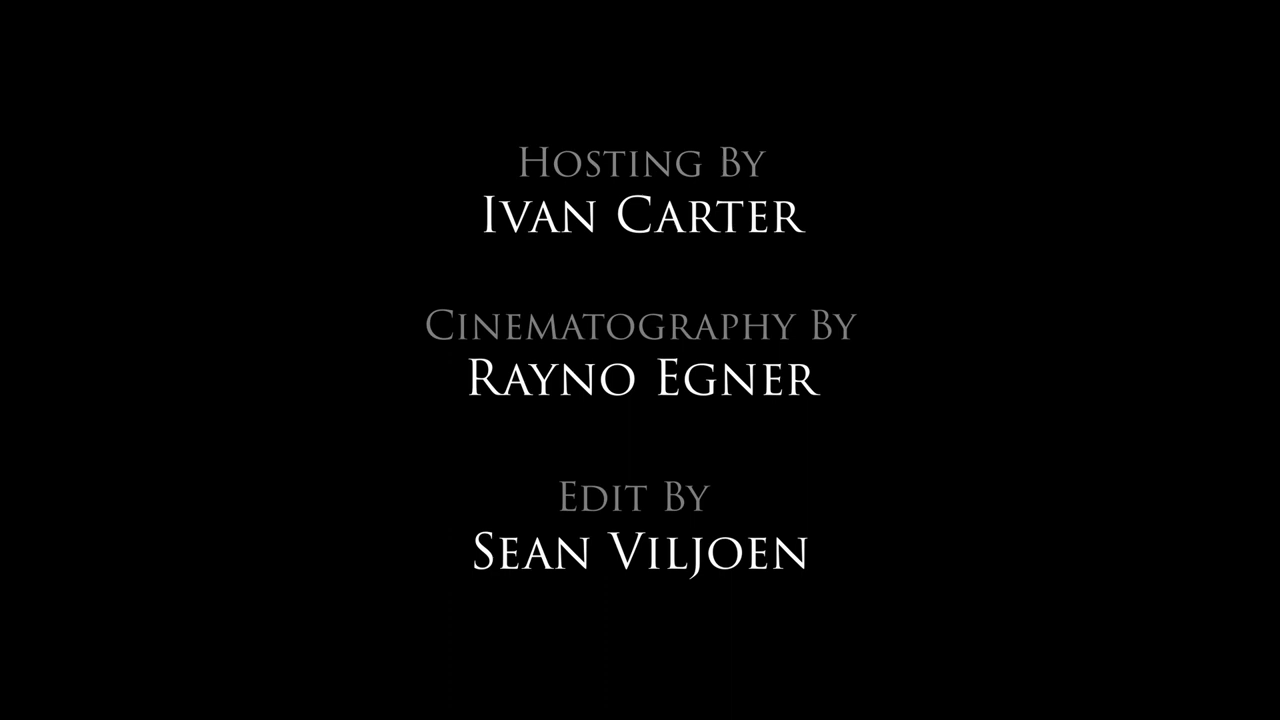 Hosting By
Ivan Carter
Cinematography By
Rayno Egner
Edit By
Sean Viljoen